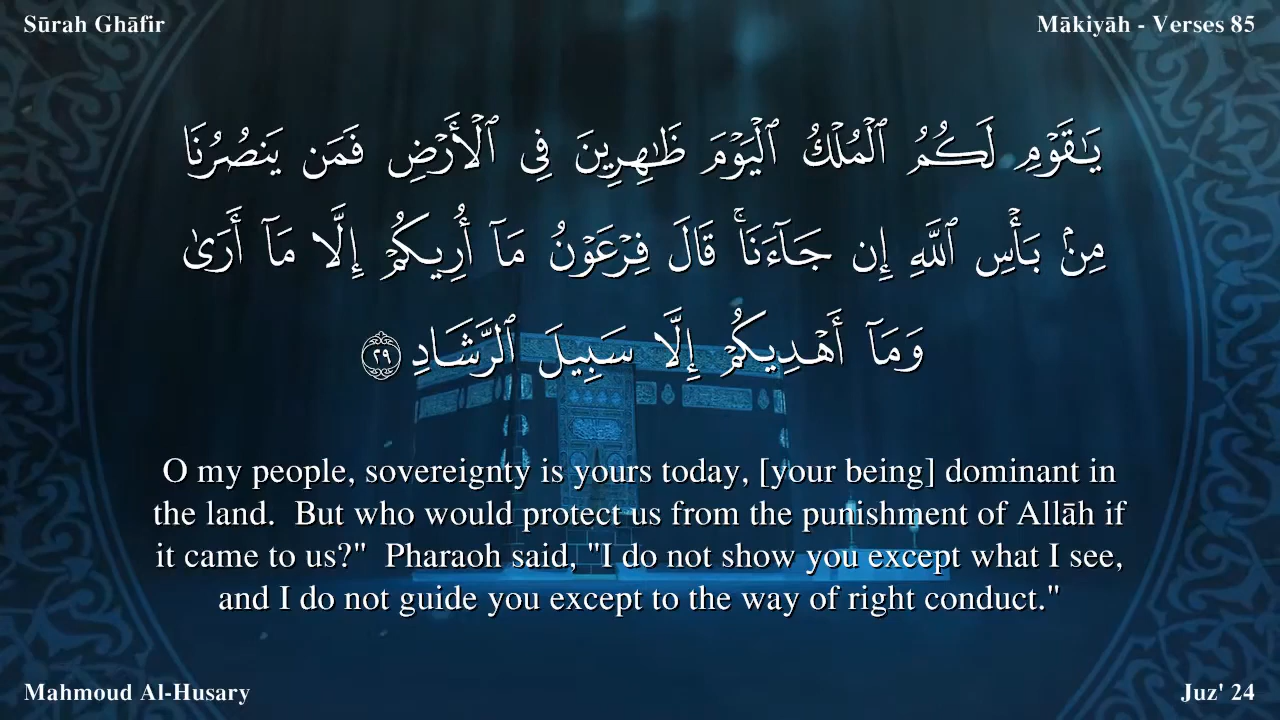 Sūrah Ghāfir
Mākiyāh - Verses 85
يَـٰقَوْمِ لَكُمُ ٱلْمُلْكُ ٱلْيَوْمَ ظَـٰهِرِينَ فِى ٱلْأَرْضِ فَمَن يَنصُرُنَا
مِنۢ بَأْسِ ٱللَّهِ إِن جَآءَنَا ۚ قَالَ فِرْعَوْنُ مَآ أُرِيكُمْ إِلَّا مَآ أَرَىٰ
وَمَآ أَهْدِيكُمْ إِلَّا سَبِيلَ ٱلرَّشَادِ ٢٩
O my people, sovereignty is yours today, [your being] dominant in
the land.  But who would protect us from the punishment of Allāh if
it came to us?"  Pharaoh said, "I do not show you except what I see,
and I do not guide you except to the way of right conduct."
Mahmoud Al-Husary
Juz' 24